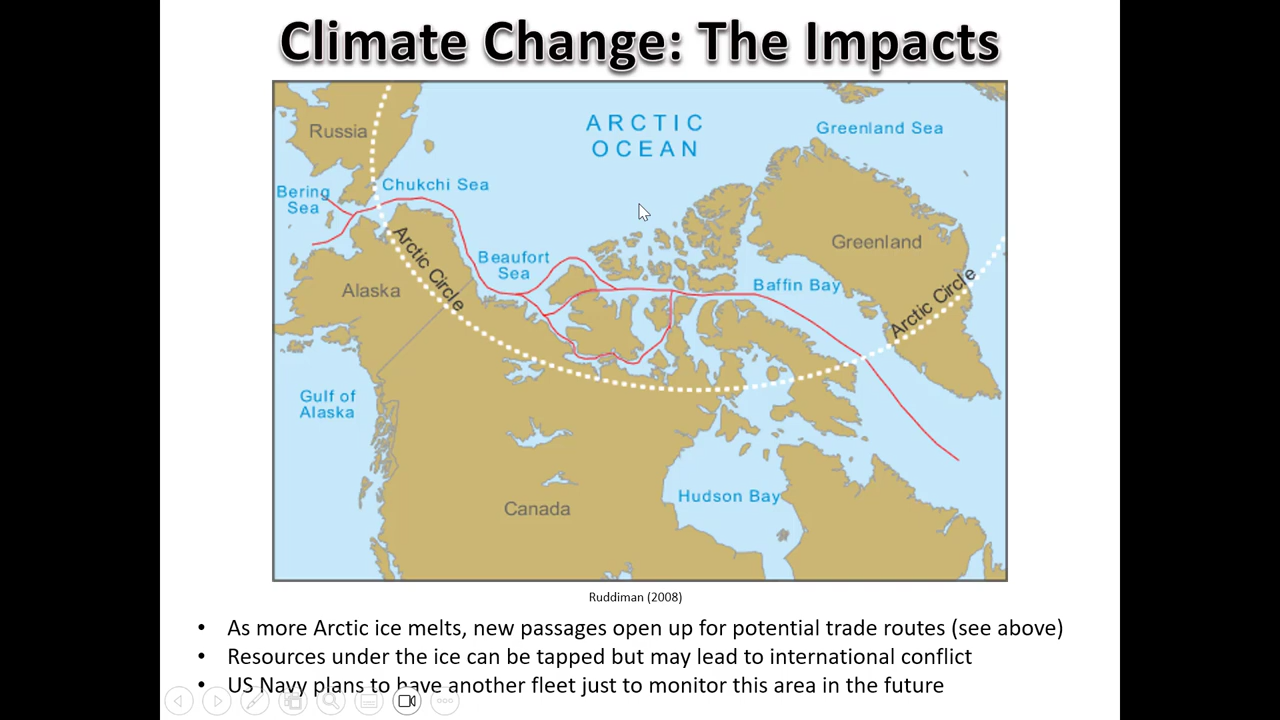 Climate Change: The Impacts
ARCTIC
OCEAN
Greenland Sea
Russia
Bering
Sea
Chukchi Sea
Arctic Circle
Beaufort
Sea
Greenland
Alaska
Baffin Bay
Arctic Circle
Gulf of
Alaska
Canada
Hudson Bay
Ruddiman (2008)
• As more Arctic ice melts, new passages open up for potential trade routes (see above)
• Resources under the ice can be tapped but may lead to international conflict
• US Navy plans to have another fleet just to monitor this area in the future